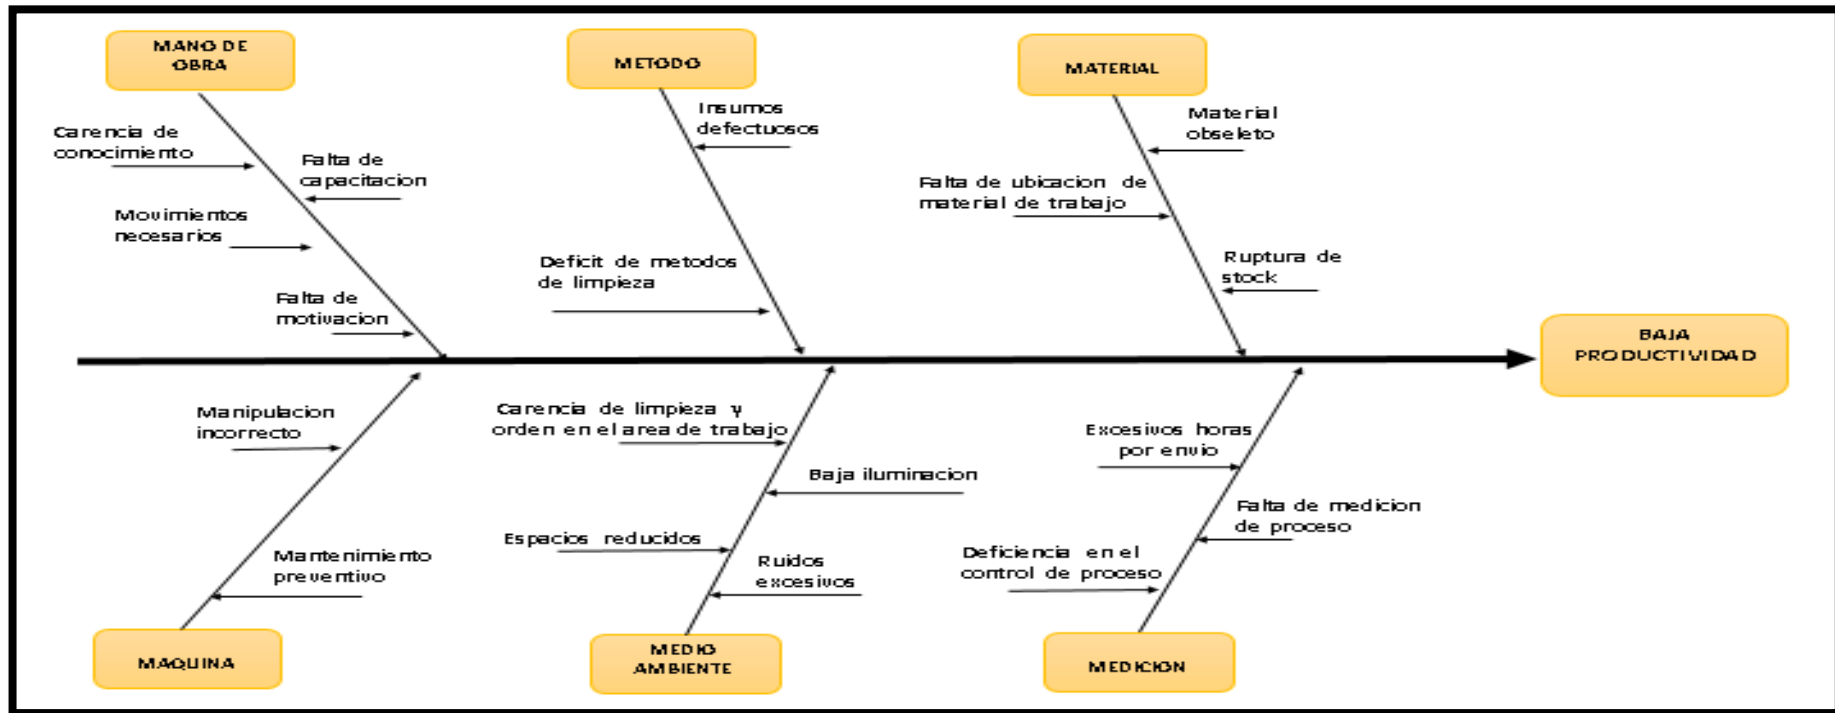 MANO DE
OBRA
METODO
MATERIAL
Insumos
defectuosos
Material
obseleto
Carencia de
conocimiento
Falta de
capacitacion
Falta de ubicacion de
material de trabajo
Movimientos
necesarios
Deficit de metodos
de limpieza
Ruptura de
stock
Falta de
motivacion
BAJA
PRODUCTIVIDAD
Manipulacion
incorrecto
Carencia de limpieza y
orden en el area de trabajo
Excesivos horas
por envio
Baja iluminacion
Falta de medicion
de proceso
Espacios reducidos
Mantenimiento
preventivo
Ruidos
excesivos
Deficiencia en el
control de proceso
MAQUINA
MEDIO
AMBIENTE
MEDICION